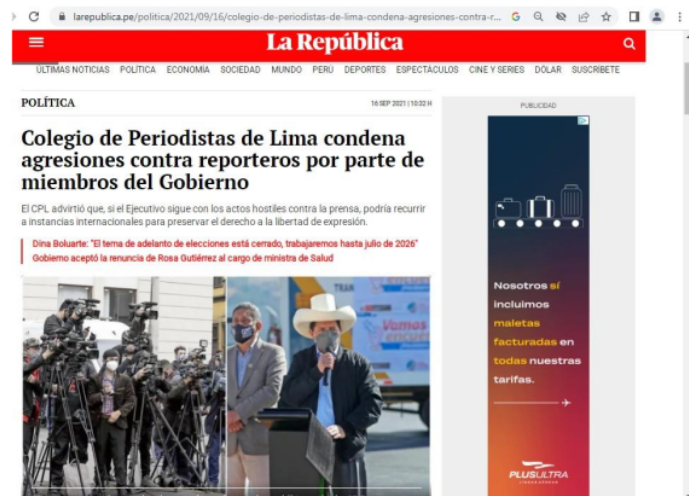 larepublica.pe/politica/2021/09/16/colegio-de-periodistas-de-lima-condena-agresiones-contra-r...
La República
ÚLTIMAS NOTICIAS POLÍTICA ECONOMÍA SOCIEDAD MUNDO PERÚ DEPORTES ESPECTÁCULOS CINE Y SERIES DÓLAR SUSCRÍBETE
POLÍTICA
16 SEP 2021 | 10:32 H
Colegio de Periodistas de Lima condena
agresiones contra reporteros por parte de
miembros del Gobierno
El CPL advirtió que, si el Ejecutivo sigue con los actos hostiles contra la prensa, podría recurrir
a instancias internacionales para preservar el derecho a la libertad de expresión.
Dina Boluarte: "El tema de adelanto de elecciones está cerrado, trabajaremos hasta julio de 2026"
Gobierno aceptó la renuncia de Rosa Gutiérrez al cargo de ministra de Salud
Vamos
PUBLICIDAD
Nosotros sí
incluimos
maletas
facturadas en
todas nuestras
tarifas.
PLUSULTRA
LÍNEAS AÉREAS